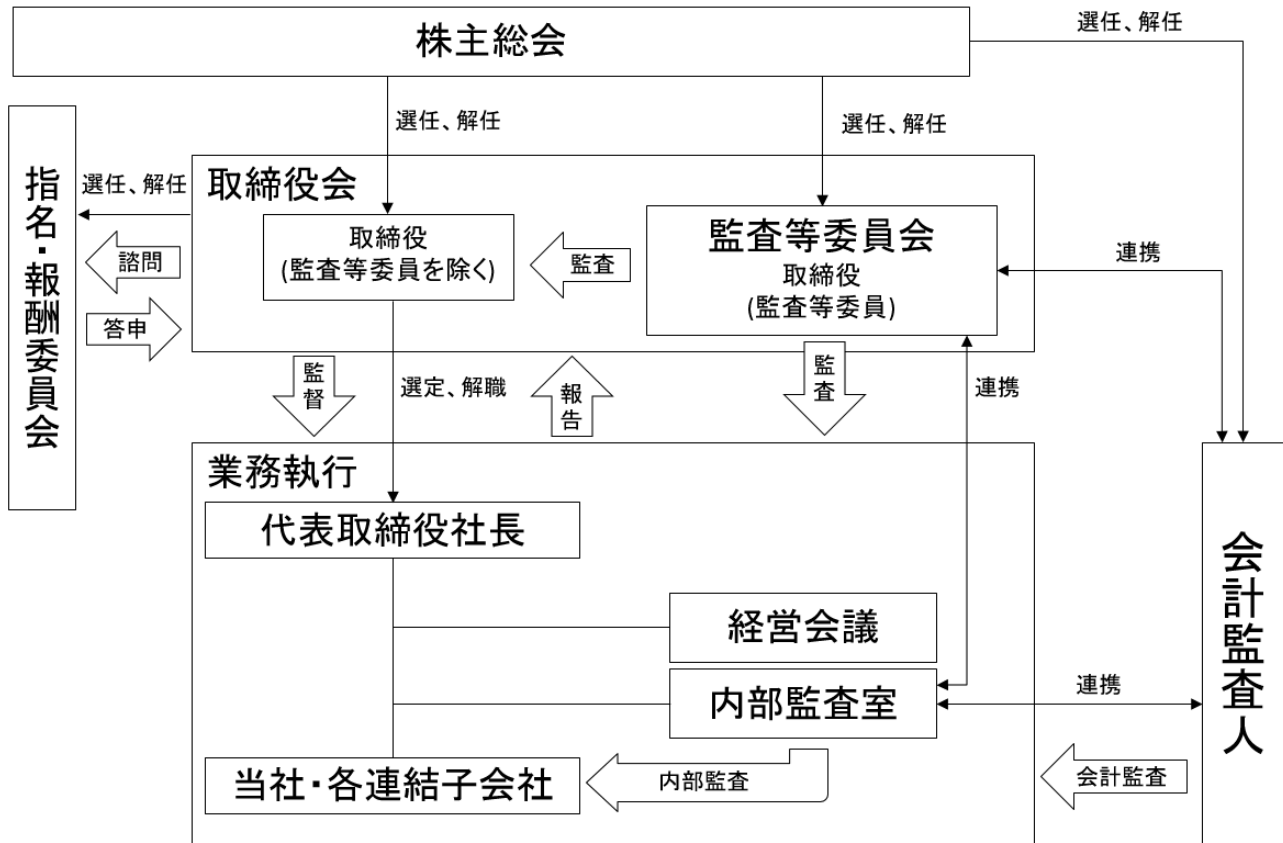 株主総会
選任、解任
選任、解任
選任、解任
指名・報酬委員会
選任、解任
諮問
答申
取締役会
取締役
(監査等委員を除く)
監査
監査等委員会
取締役
(監査等委員)
連携
監督
選定、解職
報告
監査
連携
業務執行
代表取締役社長
経営会議
内部監査室
連携
当社・各連結子会社
内部監査
会計監査
会計監査人